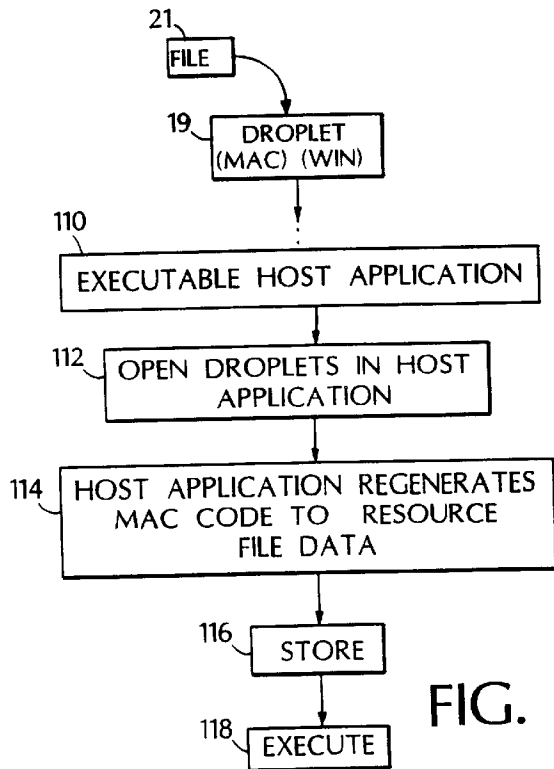 21
FILE
19
DROPLET
(MAC) (WIN)
110
EXECUTABLE HOST APPLICATION
112
OPEN DROPLETS IN HOST
APPLICATION
114
HOST APPLICATION REGENERATES
MAC CODE TO RESOURCE
FILE DATA
116
STORE
118
EXECUTE
FIG.